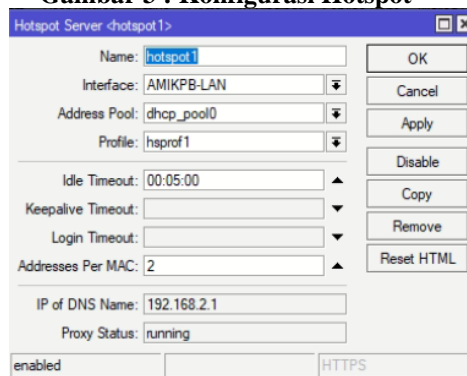 Gambar 3 : Konfigurasi Hotspot
Hotspot Server <hotspot1>
Name: hotspot1
Interface: AMIKPB-LAN
Address Pool: dhcp_pool0
Profile: hsprof1
Idle Timeout: 00:05:00
Keepalive Timeout:
Login Timeout:
Addresses Per MAC: 2
IP of DNS Name: 192.168.2.1
Proxy Status: running
enabled
HTTPS
OK
Cancel
Apply
Disable
Copy
Remove
Reset HTML